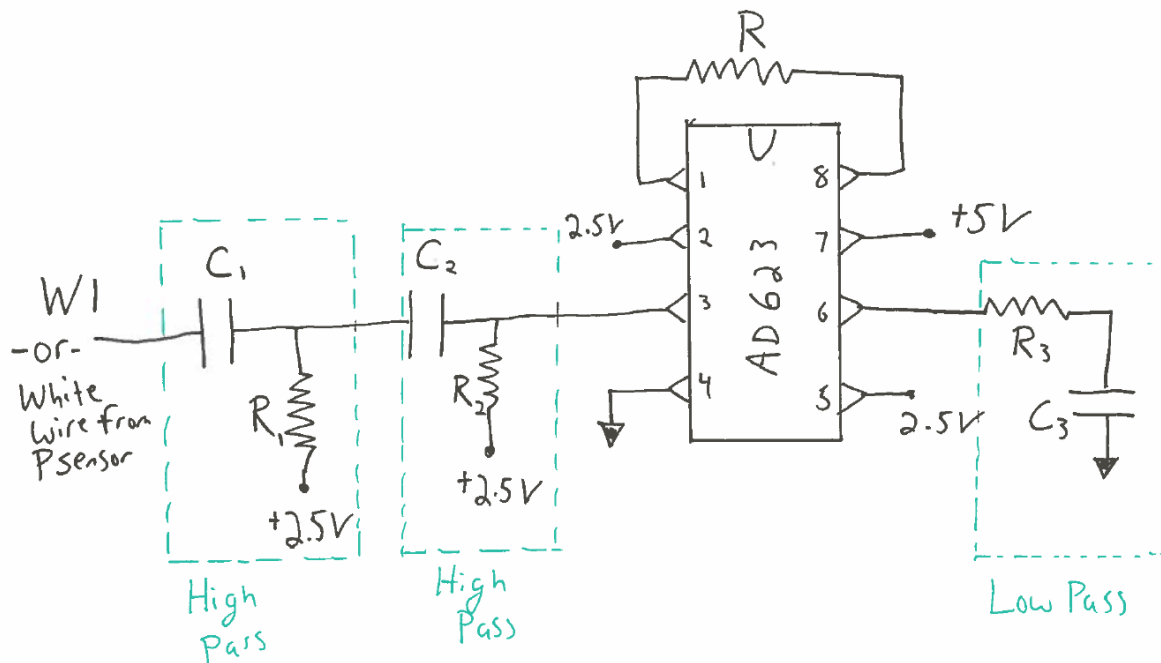 R
U
1
8
2.5V
2
7
+5V
AD623
3
6
4
5
2.5V
W1
-or-
White
wire from
Psensor
C₁
R₁
+2.5V
High
Pass
C₂
R₂
+2.5V
High
Pass
R₃
C₃
Low Pass